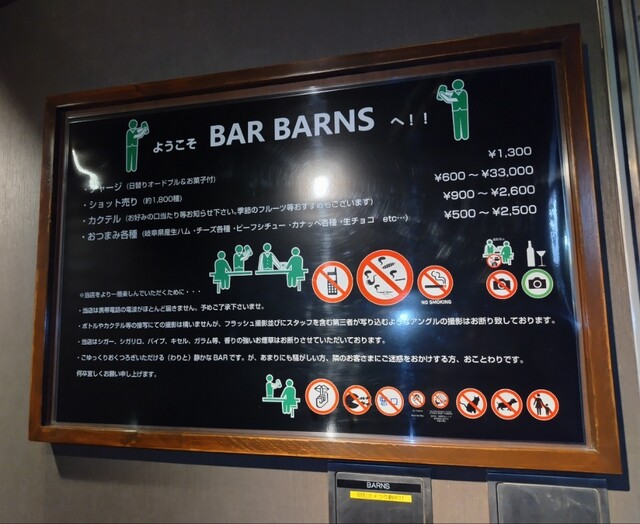 ようこそ BAR BARNS へ!!
・チャージ (日替りオードブル&お菓子付) ¥1,300
・ショット売り (約1,800種) ¥600～¥33,000
・カクテル (お好みの口当たり等お知らせ下さい。季節のフルーツ等おすすめもございます) ¥900～¥2,600
・おつまみ各種 (岐阜県産生ハム・チーズ各種・ビーフシチュー・カナッペ各種・生チョコ etc…) ¥500～¥2,500
NO SMOKING
※当店をより一層楽しんでいただくために・・・
・当店は携帯電話の電波がほとんど届きません。予めご了承下さいませ。
・ボトルやカクテル等の接写にての撮影は構いませんが、フラッシュ撮影並びにスタッフを含む第三者が写り込むようなアングルの撮影はお断り致しております。
・当店はシガー、シガリロ、パイプ、キセル、ガラム等、香りの強いお煙草はお断りさせていただいております。
・ごゆっくりおくつろぎいただける(わりと)静かなBARです。が、あまりにも騒がしい方、隣のお客さまにご迷惑をおかけする方、おことわりです。
何卒宜しくお願い申し上げます。
BARNS